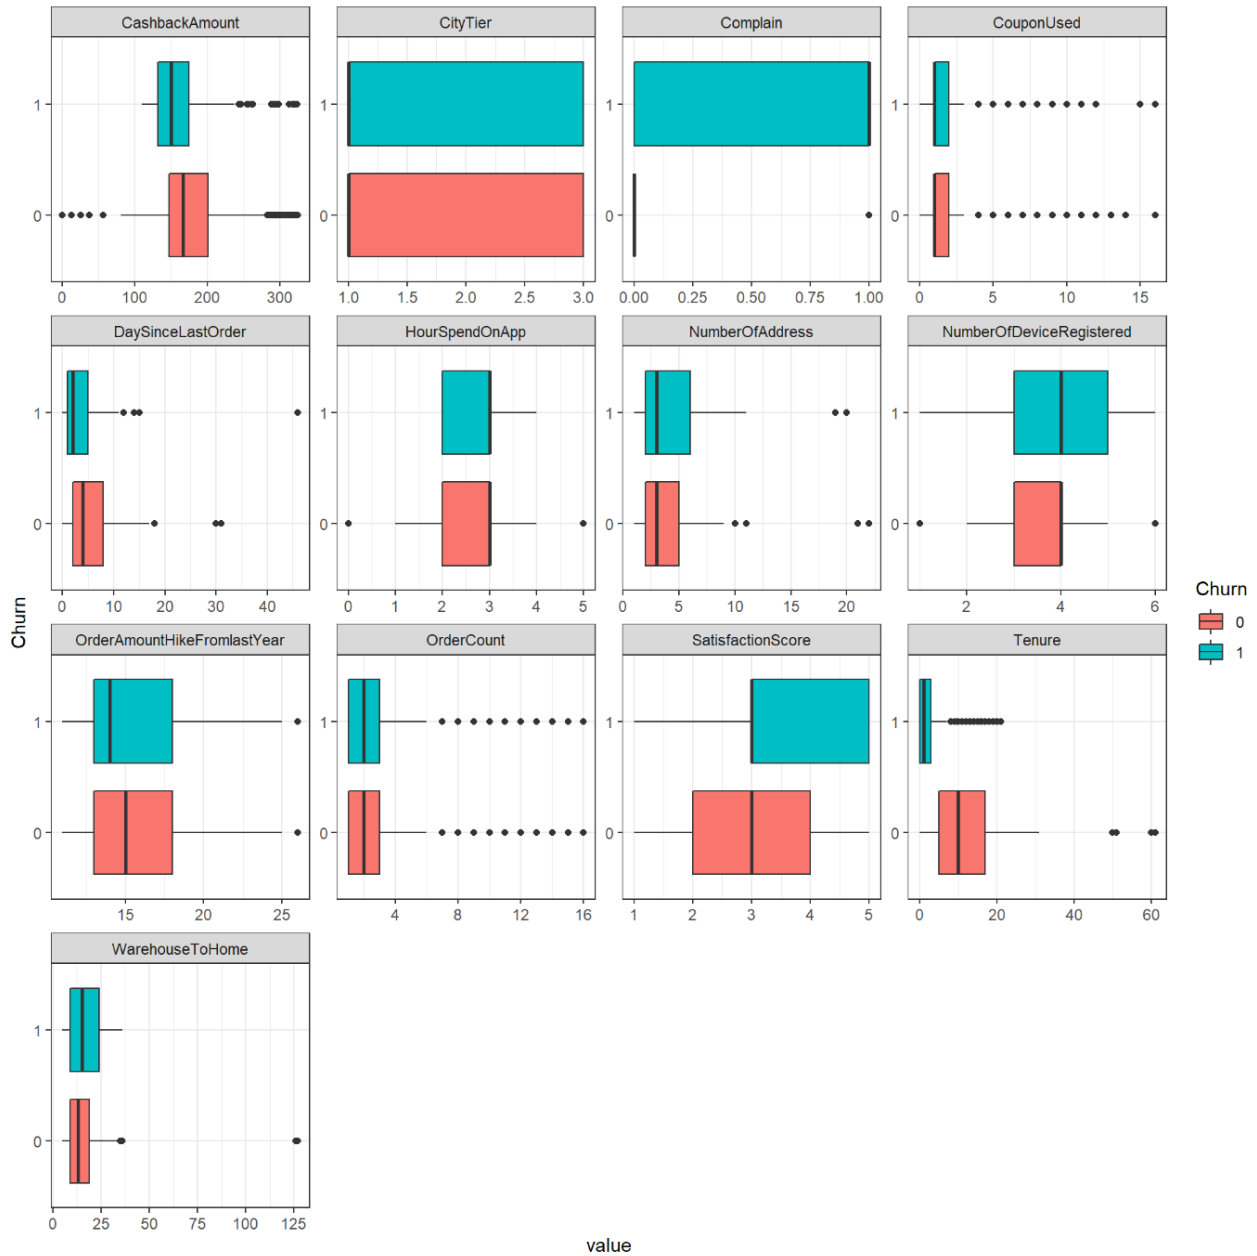 CashbackAmount CityTier Complain CouponUsed
1 1 1 1
0 0 0 0
0 100 200 300 1.0 1.5 2.0 2.5 3.0 0.00 0.25 0.50 0.75 1.00 0 5 10 15
DaySinceLastOrder HourSpendOnApp NumberOfAddress NumberOfDeviceRegistered
1 1 1 1
0 0 0 0
0 10 20 30 40 0 1 2 3 4 5 0 5 10 15 20 2 4 6
Churn
Churn
0
1
OrderAmountHikeFromlastYear OrderCount SatisfactionScore Tenure
1 1 1 1
0 0 0 0
15 20 25 4 8 12 16 1 2 3 4 5 0 20 40 60
WarehouseToHome
1
0
0 25 50 75 100 125
value